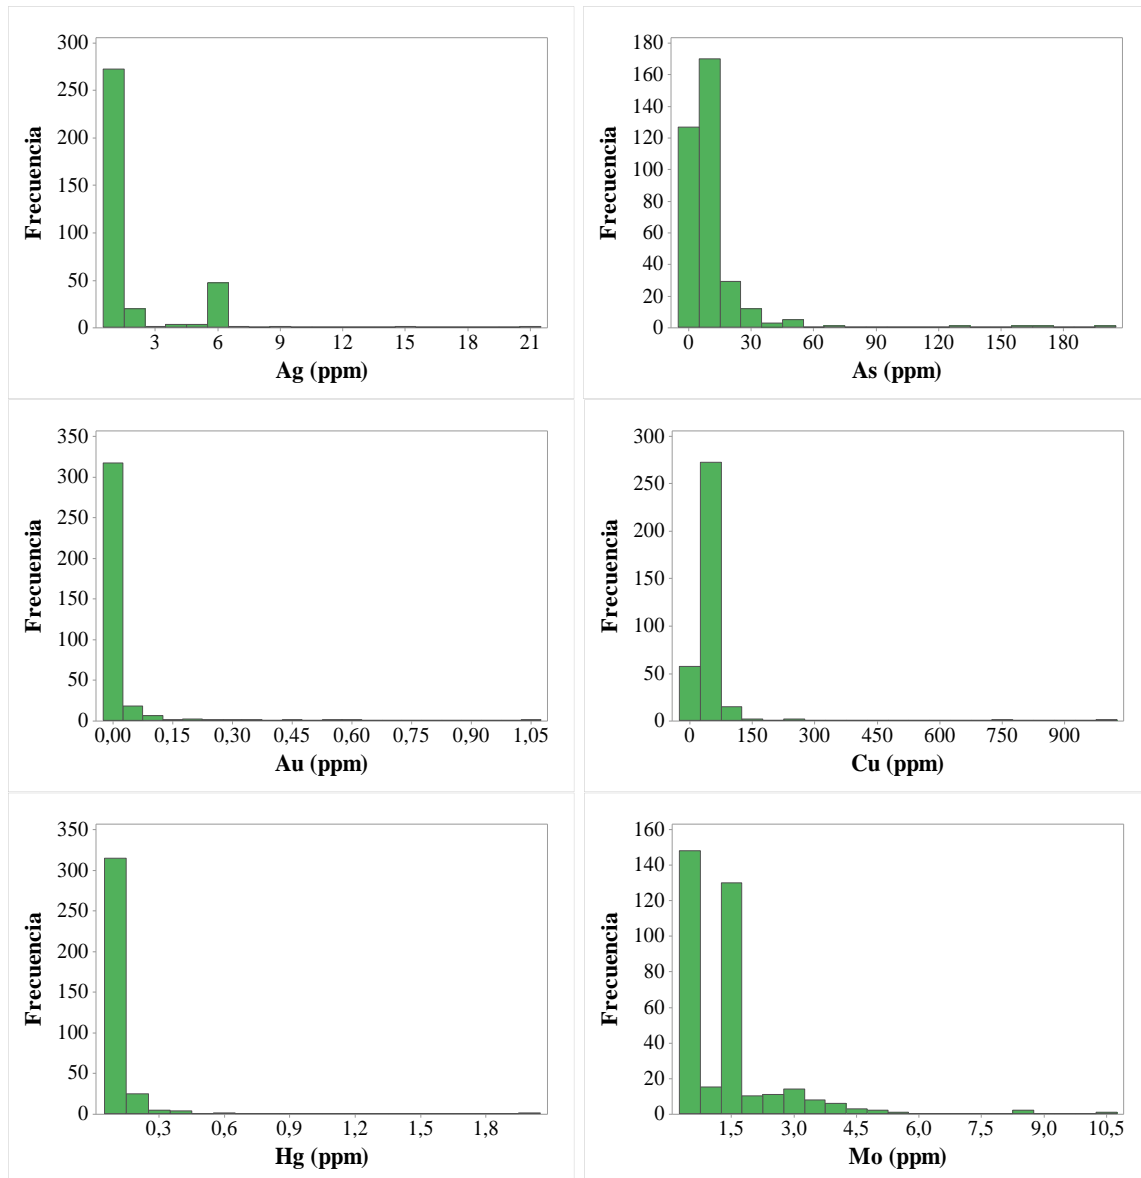 300
250
200
150
100
50
0
Frecuencia
3 6 9 12 15 18 21
Ag (ppm)
180
160
140
120
100
80
60
40
20
0
Frecuencia
0 30 60 90 120 150 180
As (ppm)
350
300
250
200
150
100
50
0
Frecuencia
0,00 0,15 0,30 0,45 0,60 0,75 0,90 1,05
Au (ppm)
300
250
200
150
100
50
0
Frecuencia
0 150 300 450 600 750 900
Cu (ppm)
350
300
250
200
150
100
50
0
Frecuencia
0,3 0,6 0,9 1,2 1,5 1,8
Hg (ppm)
160
140
120
100
80
60
40
20
0
Frecuencia
1,5 3,0 4,5 6,0 7,5 9,0 10,5
Mo (ppm)